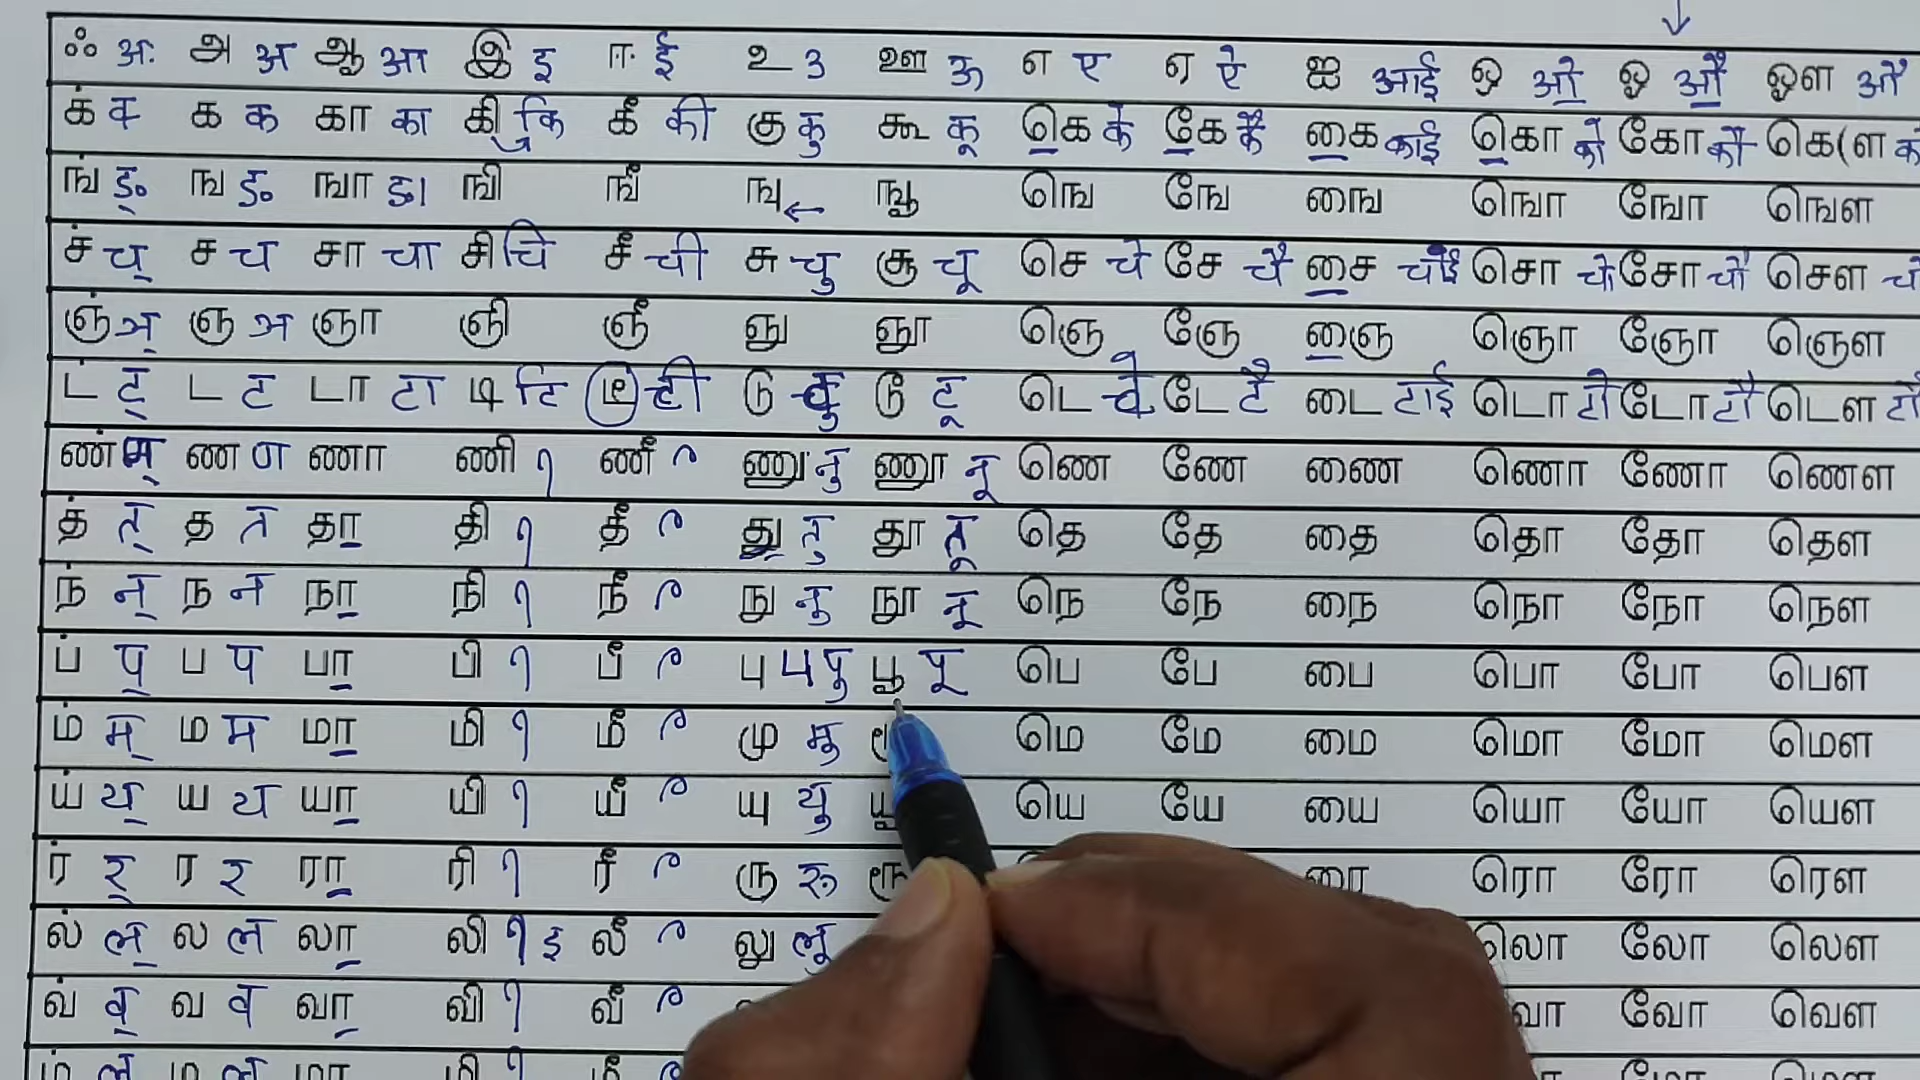 ஃ अः அ अ ஆ आ இ इ ஈ ई உ उ ஊ ऊ எ ए ஏ ऐ ஐ आई ஒ ओ ஓ औ ஔ औ
க் க क கா का கி कि கீ की கு कु கூ कू கெ के கே कै கை काई கொ को கோ कौ கௌ
ங் ङ् ங ङ ஙா ङा ஙி ஙீ ஙு ← ஙூ ஙெ ஙே ஙை ஙொ ஙோ ஙௌ
ச் च् ச च சா चा சி चि சீ ची சு चु சூ चू செ चे சே चै சை चाई சொ चो சோ चौ சௌ
ஞ் ञ् ஞ ञ ஞா ஞி ஞீ ஞு ஞூ ஞெ ஞே ஞை ஞொ ஞோ ஞௌ
ட் ट् ட ट டா टा டி टि டீ टी டு டூ टू டெ டே टै டை टाई டொ टो டோ टौ டௌ
ண் ண ण ணா ணி ணீ ணு नु ணூ नू ணெ ணே ணை ணொ ணோ ணௌ
த் त् த त தா தி தீ து तु தூ तू தெ தே தை தொ தோ தௌ
ந் न् ந न நா நி நீ நு नु நூ नू நெ நே நை நொ நோ நௌ
ப் प् ப प பா பி பீ பு पु பூ पू பெ பே பை பொ போ பௌ
ம் म् ம म மா மி மீ மு मु மெ மே மை மொ மோ மௌ
ய் य् ய य யா யி யீ யு यु யூ யெ யே யை யொ யோ யௌ
ர் र् ர र ரா ரி ரீ ரு रु ரூ ரை ரொ ரோ ரௌ
ல் ल् ல ल லா லி इ லீ லு लु லொ லோ லௌ
வ் व् வ व வா வி வீ வொ வோ வௌ